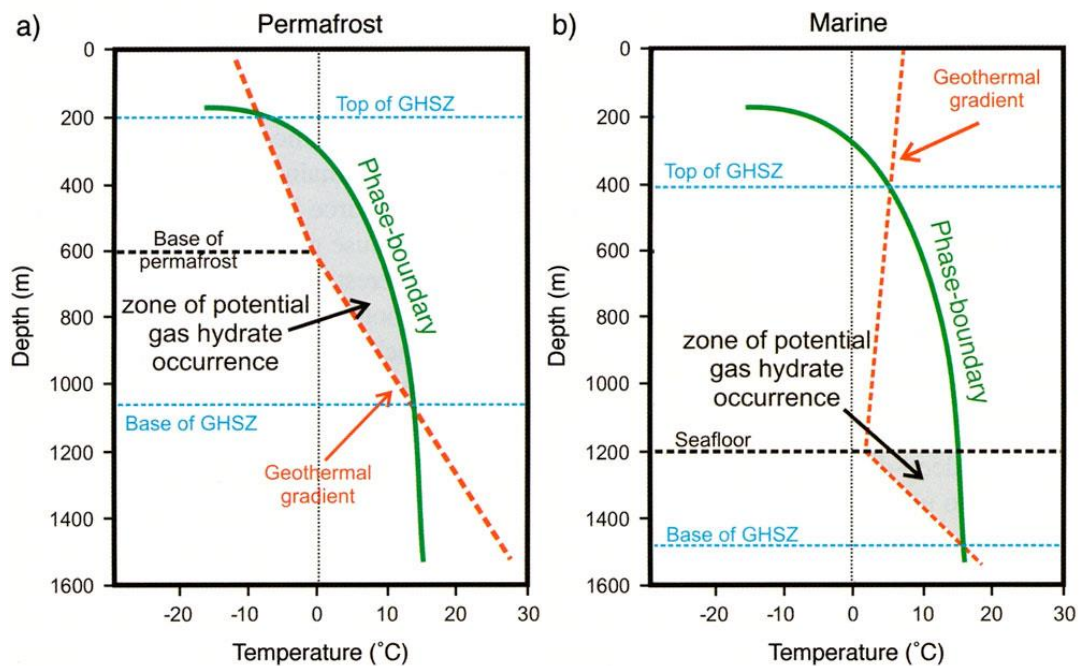 a)
Permafrost
0
200
400
600
800
1000
1200
1400
1600
Depth (m)
Top of GHSZ
Phase-boundary
Base of
permafrost
zone of potential
gas hydrate
occurrence
Base of GHSZ
Geothermal
gradient
-20
-10
0
10
20
30
Temperature (˚C)
b)
Marine
0
200
400
600
800
1000
1200
1400
1600
Depth (m)
Geothermal
gradient
Top of GHSZ
Phase-boundary
zone of potential
gas hydrate
occurrence
Seafloor
Base of GHSZ
-20
-10
0
10
20
30
Temperature (˚C)